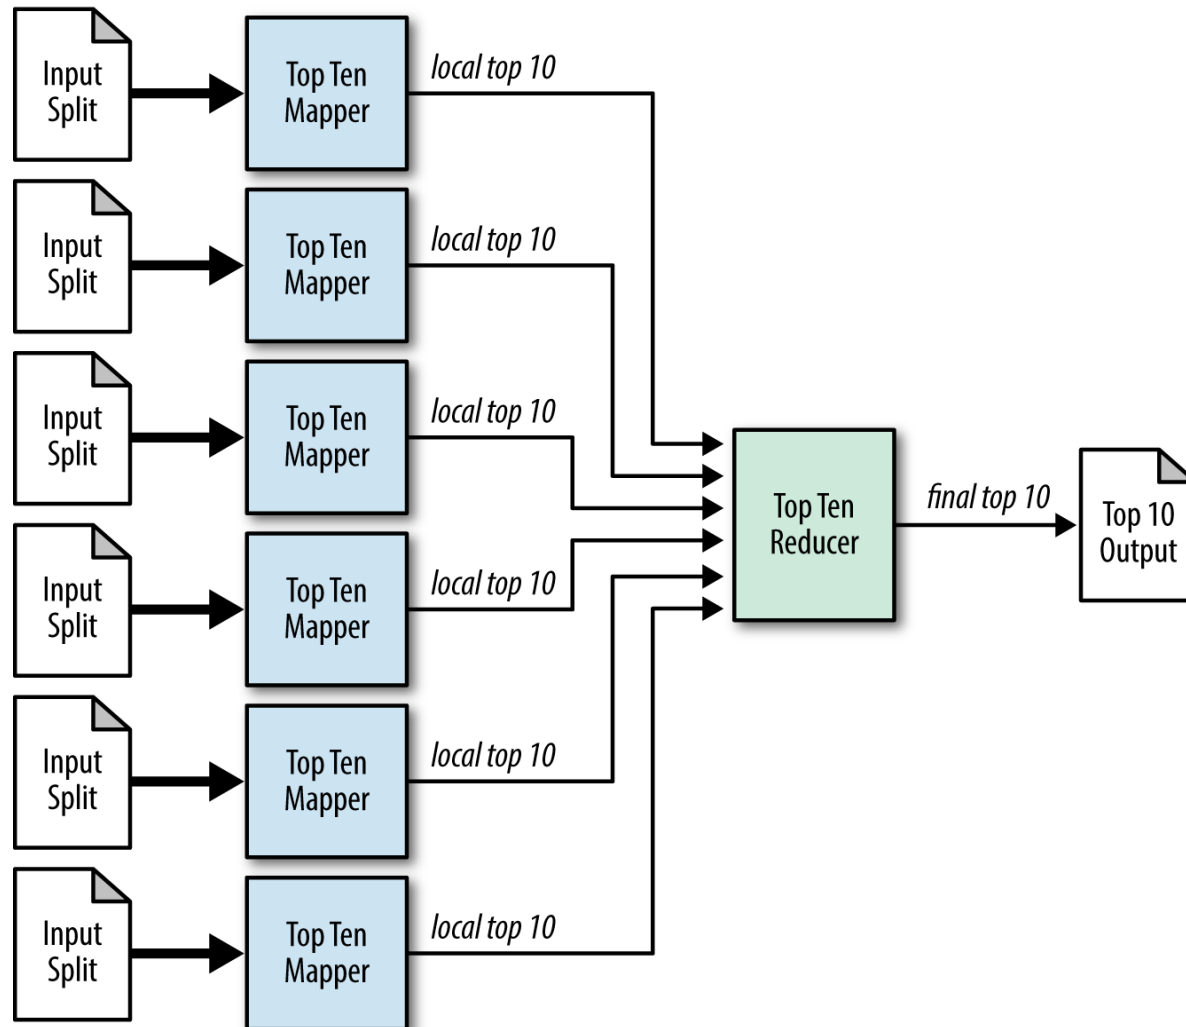 Input
Split
Top Ten
Mapper
local top 10
Input
Split
Top Ten
Mapper
local top 10
Input
Split
Top Ten
Mapper
local top 10
Input
Split
Top Ten
Mapper
local top 10
Input
Split
Top Ten
Mapper
local top 10
Input
Split
Top Ten
Mapper
local top 10
Top Ten
Reducer
final top 10
Top 10
Output